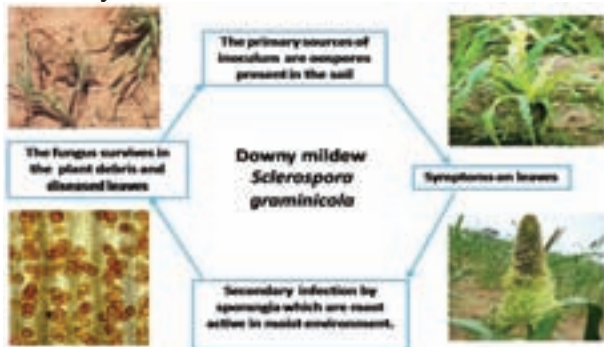 The primary sources of
inoculum are oospores
present in the soil
The fungus survives in
the plant debris and
diseased leaves
Downy mildew
Sclerospora
graminicola
Symptoms on leaves
Secondary infection by
sporangia which are most
active in moist environment.